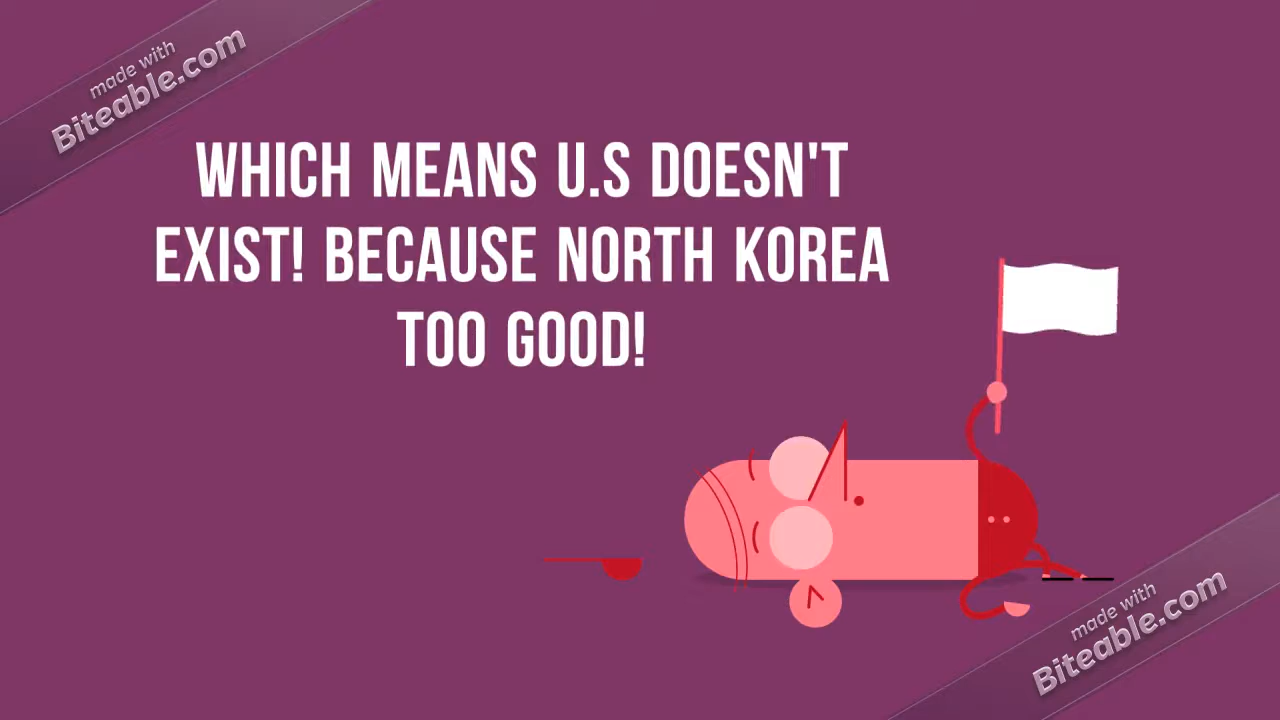 made with
Biteable.com
WHICH MEANS U.S DOESN'T
EXIST! BECAUSE NORTH KOREA
TOO GOOD!
made with
Biteable.com